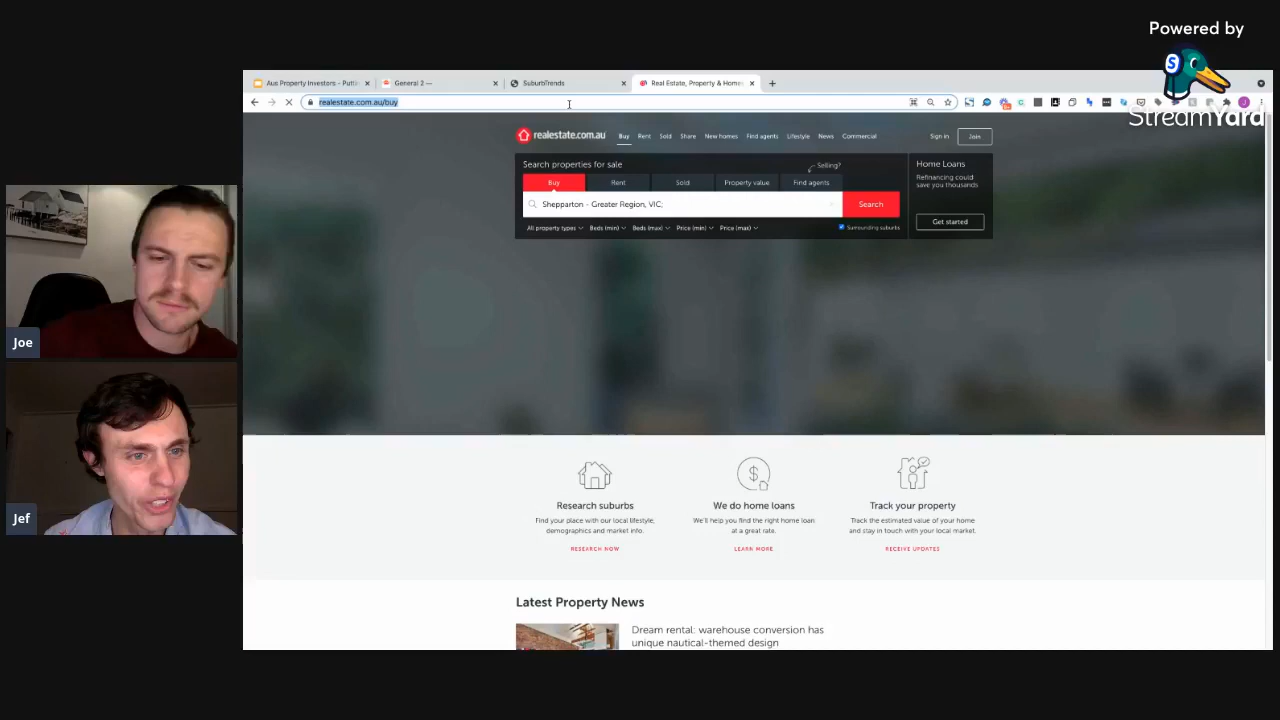 Powered by
StreamYard
Aus Property Investors - Puttin
General 2 —
SuburbTrends
Real Estate, Property & Homes
realestate.com.au/buy
realestate.com.au
Buy
Rent
Sold
Share
New homes
Find agents
Lifestyle
News
Commercial
Sign in
Join
Search properties for sale
Selling?
Buy
Rent
Sold
Property value
Find agents
Shepparton - Greater Region, VIC;
Search
All property types
Beds (min)
Beds (max)
Price (min)
Price (max)
Surrounding suburbs
Home Loans
Refinancing could
save you thousands
Get started
Joe
Jef
Research suburbs
Find your place with our local lifestyle,
demographics and market info.
RESEARCH NOW
We do home loans
We'll help you find the right home loan
at a great rate.
LEARN MORE
Track your property
Track the estimated value of your home
and stay in touch with your local market.
RECEIVE UPDATES
Latest Property News
Dream rental: warehouse conversion has
unique nautical-themed design